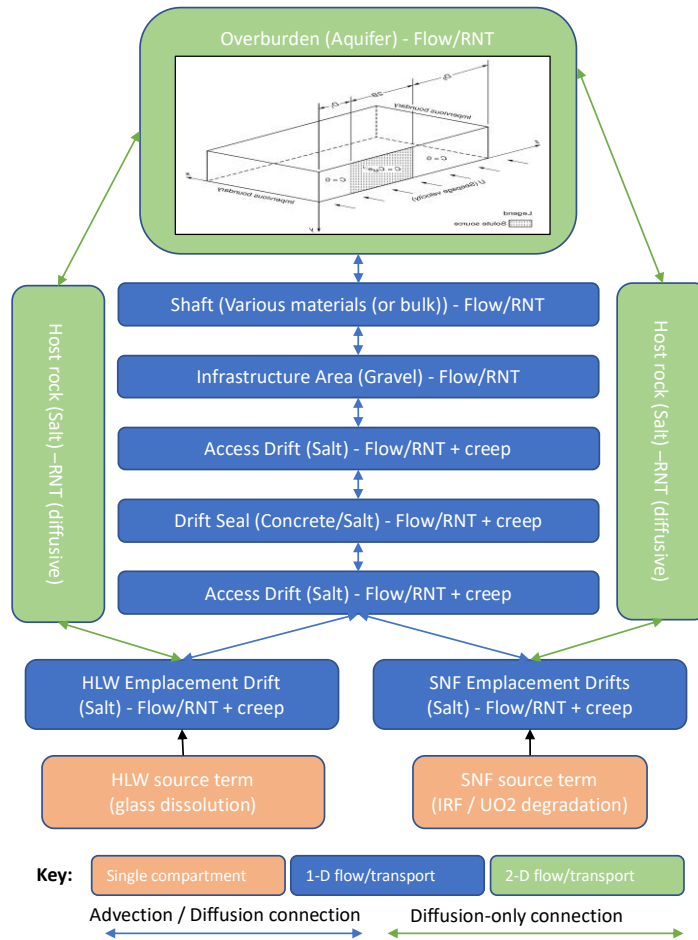 Overburden (Aquifer) - Flow/RNT
2B
Impervious boundary
C = 0
C = 0
Impervious boundary
U (Seepage velocity)
Legend
Solute source
y
Shaft (Various materials (or bulk)) - Flow/RNT
Infrastructure Area (Gravel) - Flow/RNT
Access Drift (Salt) - Flow/RNT + creep
Drift Seal (Concrete/Salt) - Flow/RNT + creep
Access Drift (Salt) - Flow/RNT + creep
Host rock (Salt) –RNT
(diffusive)
Host rock (Salt) –RNT
(diffusive)
HLW Emplacement Drift
(Salt) - Flow/RNT + creep
SNF Emplacement Drifts
(Salt) - Flow/RNT + creep
HLW source term
(glass dissolution)
SNF source term
(IRF / UO2 degradation)
Key:
Single compartment
1-D flow/transport
2-D flow/transport
Advection / Diffusion connection
Diffusion-only connection